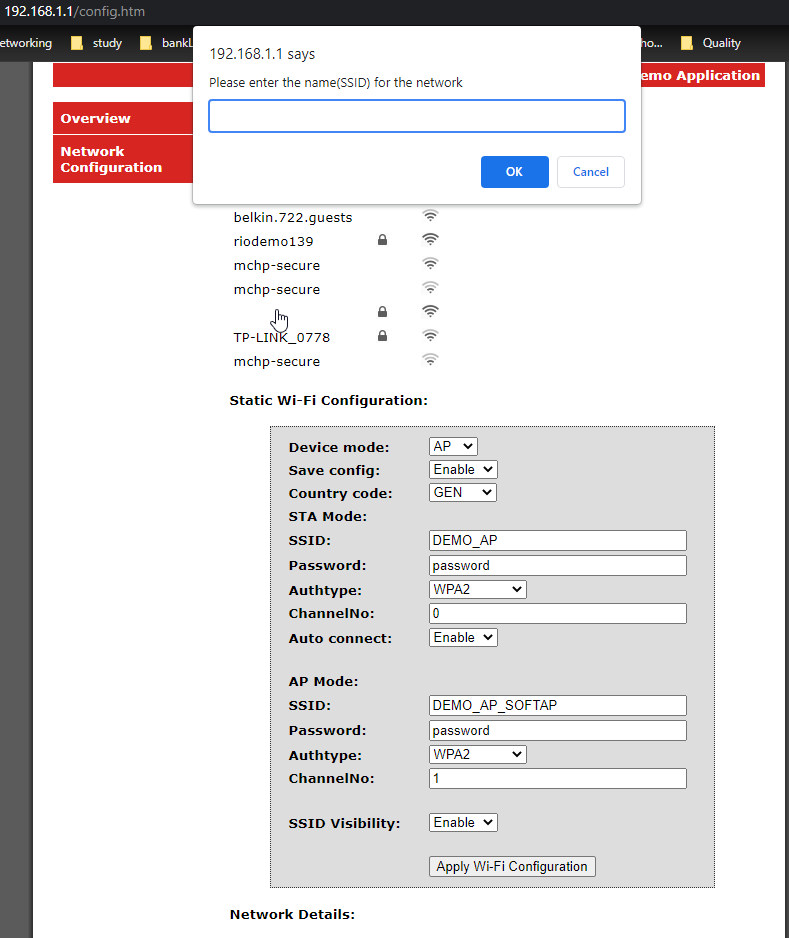 192.168.1.1/config.htm
etworking study bankL ho... Quality
192.168.1.1 says
Please enter the name(SSID) for the network
OK Cancel
emo Application
Overview
Network
Configuration
belkin.722.guests
riodemo139
mchp-secure
mchp-secure
TP-LINK_0778
mchp-secure
Static Wi-Fi Configuration:
Device mode: AP
Save config: Enable
Country code: GEN
STA Mode:
SSID: DEMO_AP
Password: password
Authtype: WPA2
ChannelNo: 0
Auto connect: Enable
AP Mode:
SSID: DEMO_AP_SOFTAP
Password: password
Authtype: WPA2
ChannelNo: 1
SSID Visibility: Enable
Apply Wi-Fi Configuration
Network Details: